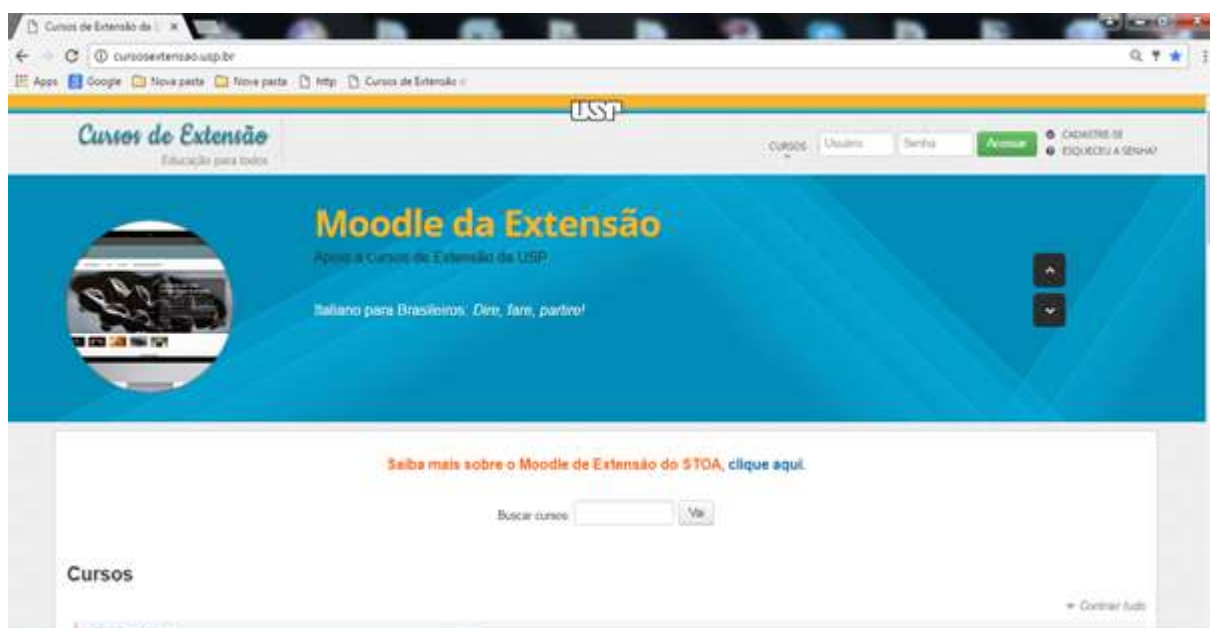 Cursos de Extensão da
cursosextensao.usp.br
Apps Google Nova pasta Nova pasta http Cursos de Extensão
USP
Cursos de Extensão
Educação para todos
CURSOS Usuário Senha Acessar CADASTRE-SE
ESQUECEU A SENHA?
Moodle da Extensão
Apoio a Cursos de Extensão da USP
Italiano para Brasileiros: Dire, fare, partire!
Saiba mais sobre o Moodle de Extensão do STOA, clique aqui.
Buscar cursos Vai
Cursos
Contrair tudo